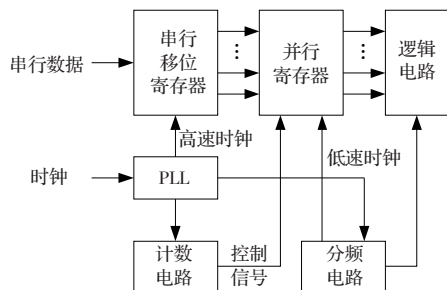 串行数据
串行
移位
寄存器
并行
寄存器
逻辑
电路
高速时钟
低速时钟
时钟
PLL
计数
电路
控制
信号
分频
电路